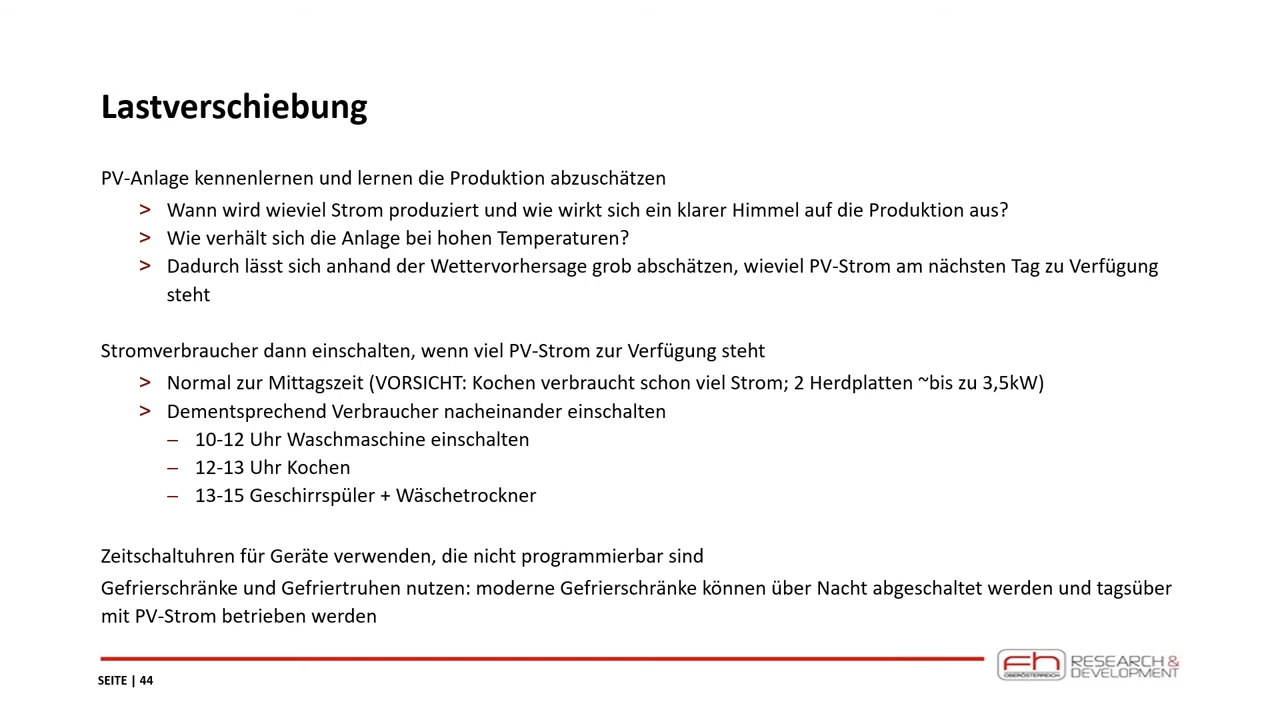 Lastverschiebung
PV-Anlage kennenlernen und lernen die Produktion abzuschätzen
> Wann wird wieviel Strom produziert und wie wirkt sich ein klarer Himmel auf die Produktion aus?
> Wie verhält sich die Anlage bei hohen Temperaturen?
> Dadurch lässt sich anhand der Wettervorhersage grob abschätzen, wieviel PV-Strom am nächsten Tag zu Verfügung
steht
Stromverbraucher dann einschalten, wenn viel PV-Strom zur Verfügung steht
> Normal zur Mittagszeit (VORSICHT: Kochen verbraucht schon viel Strom; 2 Herdplatten ~bis zu 3,5kW)
> Dementsprechend Verbraucher nacheinander einschalten
– 10-12 Uhr Waschmaschine einschalten
– 12-13 Uhr Kochen
– 13-15 Geschirrspüler + Wäschetrockner
Zeitschaltuhren für Geräte verwenden, die nicht programmierbar sind
Gefrierschränke und Gefriertruhen nutzen: moderne Gefrierschränke können über Nacht abgeschaltet werden und tagsüber
mit PV-Strom betrieben werden
SEITE | 44
fh
OBERÖSTERREICH
RESEARCH &
DEVELOPMENT